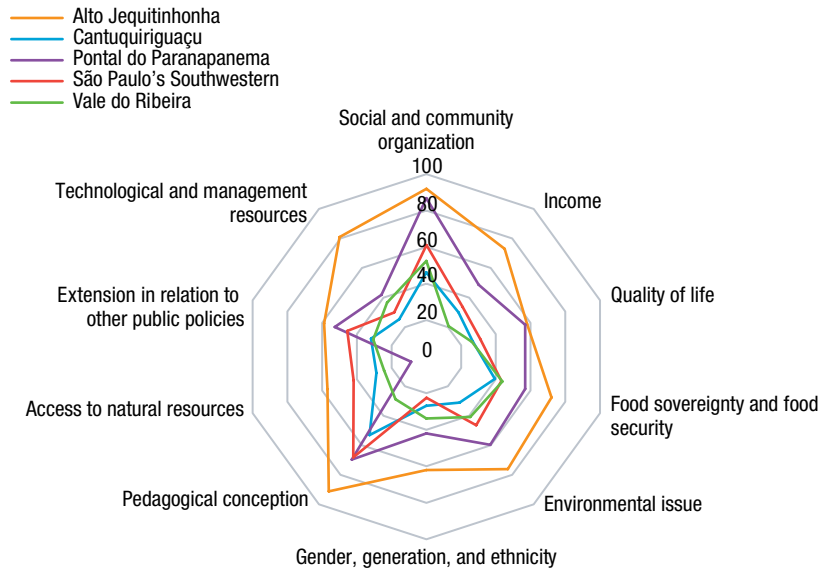 Alto Jequitinhonha
Cantuquiriguaçu
Pontal do Paranapanema
São Paulo's Southwestern
Vale do Ribeira
Social and community
organization
100
80
60
40
20
0
Income
Quality of life
Food sovereignty and food
security
Environmental issue
Gender, generation, and ethnicity
Pedagogical conception
Access to natural resources
Extension in relation to
other public policies
Technological and management
resources